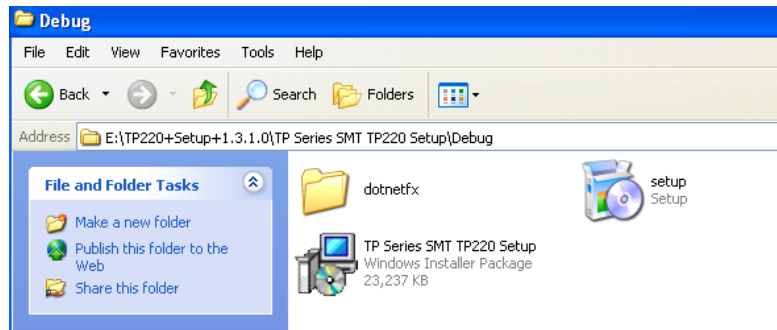 Debug
File Edit View Favorites Tools Help
Back Search Folders
Address E:\TP220+Setup+1.3.1.0\TP Series SMT TP220 Setup\Debug
File and Folder Tasks
Make a new folder
Publish this folder to the
Web
Share this folder
dotnetfx
setup
Setup
TP Series SMT TP220 Setup
Windows Installer Package
23,237 KB